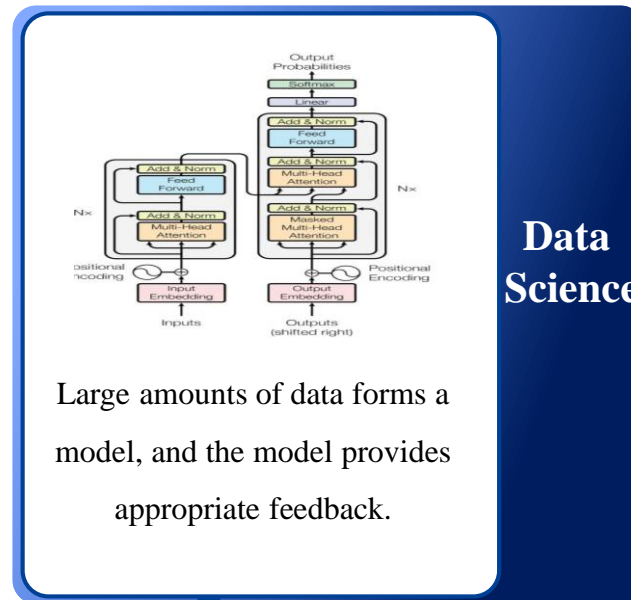 Output
Probabilities
Softmax
Linear
Add & Norm
Feed
Forward
Add & Norm
Multi-Head
Attention
Add & Norm
Masked
Multi-Head
Attention
Nx
Add & Norm
Feed
Forward
Add & Norm
Multi-Head
Attention
Nx
ositional
ncoding
Positional
Encoding
Input
Embedding
Output
Embedding
Inputs
Outputs
(shifted right)
Large amounts of data forms a
model, and the model provides
appropriate feedback.
Data
Science